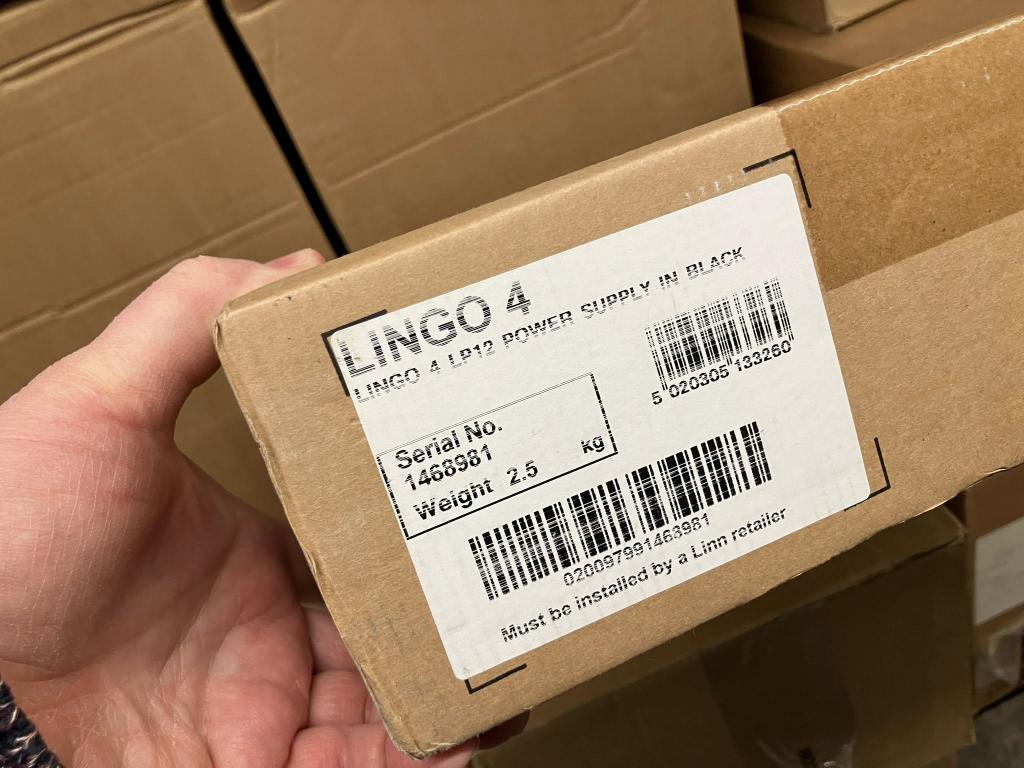 LINGO 4
LINGO 4 LP12 POWER SUPPLY IN BLACK
5 020305 133260
Serial No.
1468981
Weight 2.5 kg
020097991468981
Must be installed by a Linn retailer